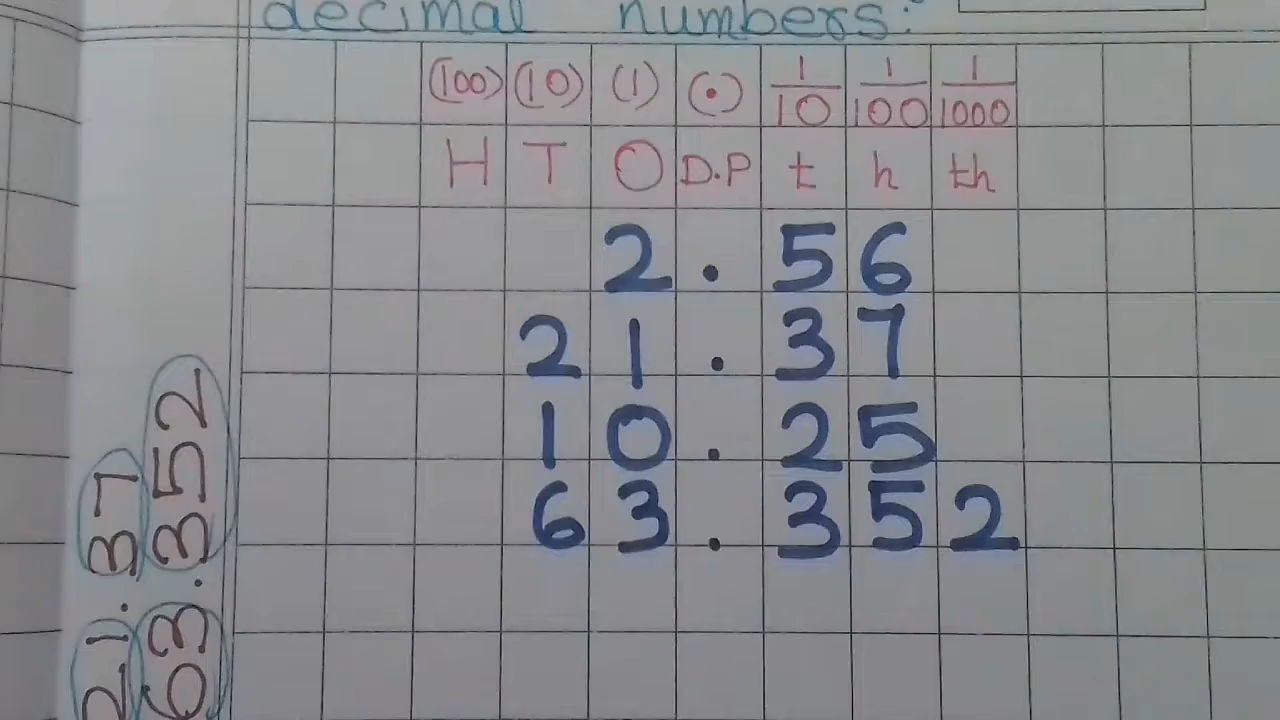 decimal numbers:
(100) (10) (1) (•) 1/10 1/100 1/1000
H T O D.P t h th
2 . 5 6
2 1 . 3 7
1 0 . 2 5
6 3 . 3 5 2
21.37
63.352